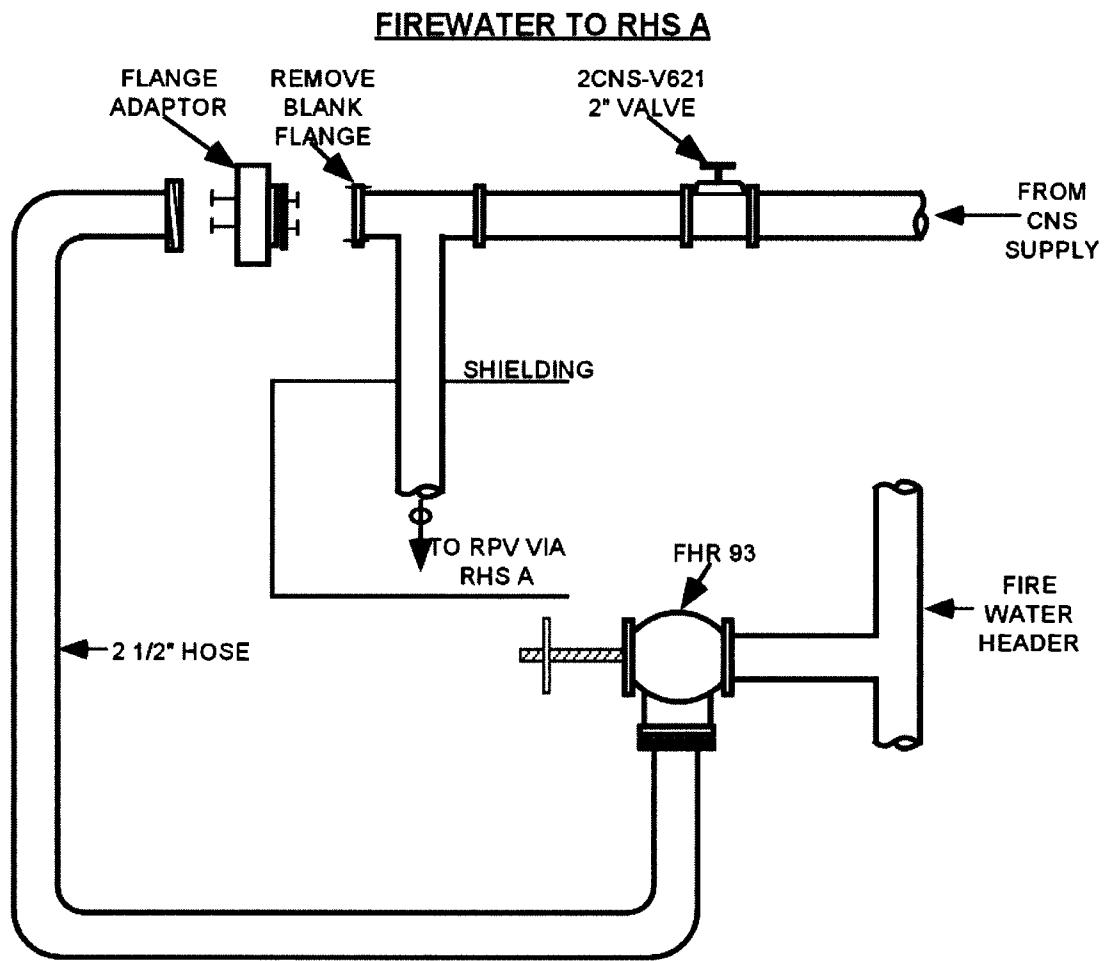 FIREWATER TO RHS A
FLANGE
ADAPTOR
REMOVE
BLANK
FLANGE
2CNS-V621
2" VALVE
FROM
CNS
SUPPLY
SHIELDING
TO RPV VIA
RHS A
FHR 93
FIRE
WATER
HEADER
2 1/2" HOSE